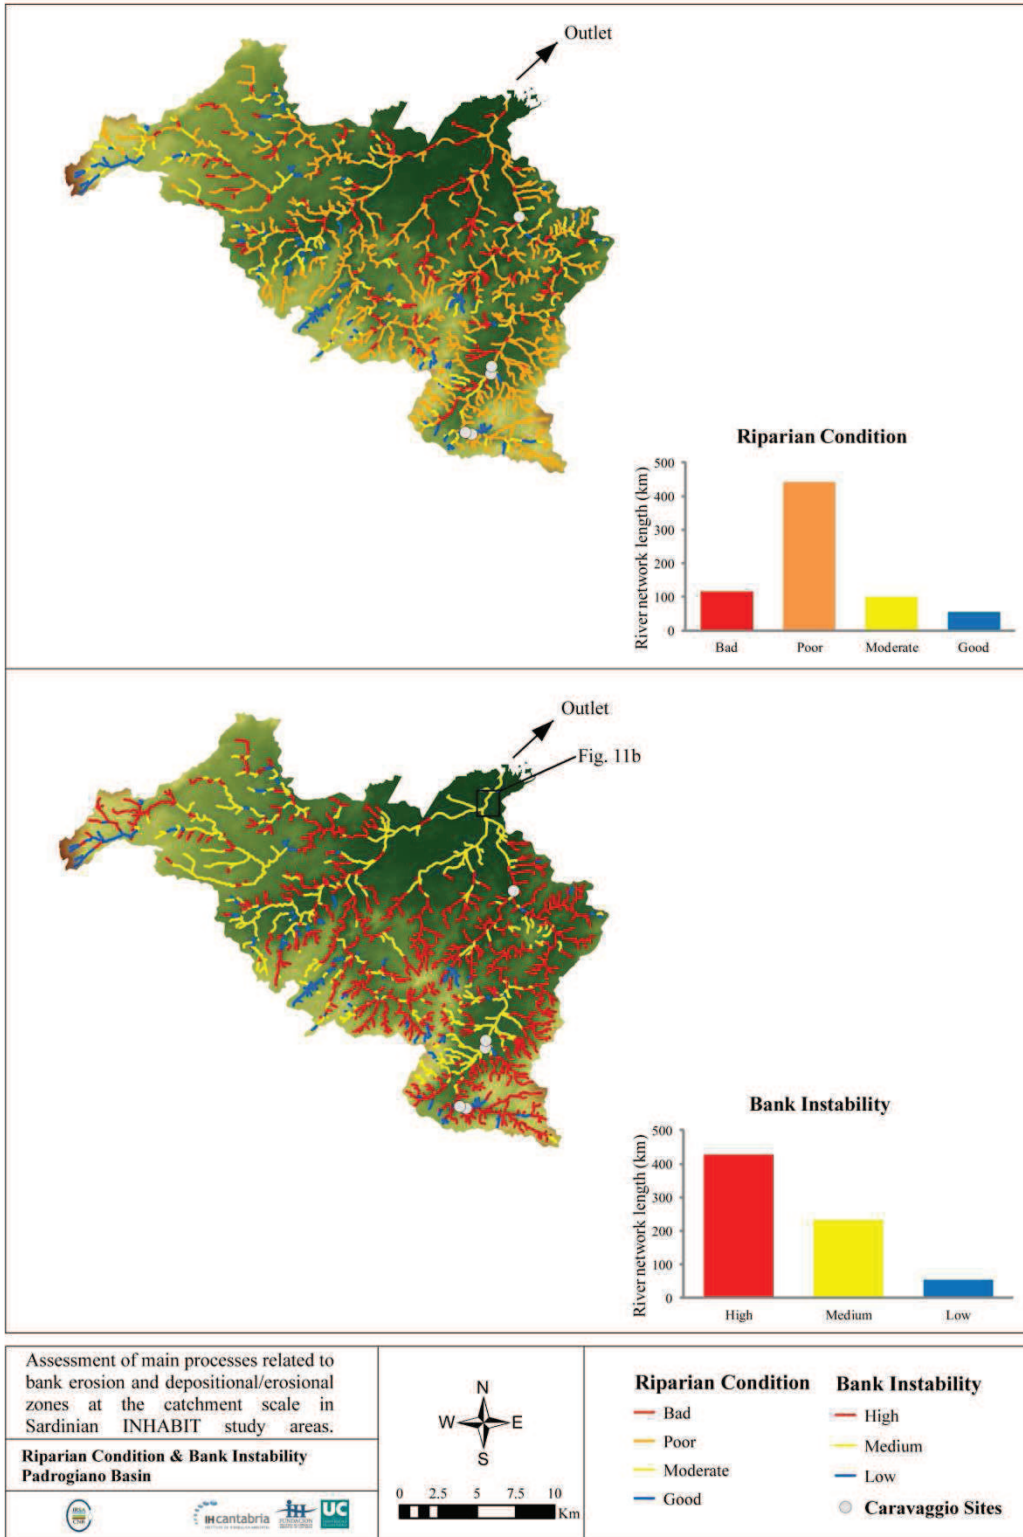 Outlet
Riparian Condition
River network length (km)
500
400
300
200
100
0
Bad
Poor
Moderate
Good
Outlet
Fig. 11b
Bank Instability
River network length (km)
500
400
300
200
100
0
High
Medium
Low
Assessment of main processes related to
bank erosion and depositional/erosional
zones at the catchment scale in
Sardinian INHABIT study areas.
Riparian Condition & Bank Instability
Padrogiano Basin
IHcantabria
IH
FUNDACION
UC
N
W E
S
0 2.5 5 7.5 10
Km
Riparian Condition
Bad
Poor
Moderate
Good
Bank Instability
High
Medium
Low
Caravaggio Sites